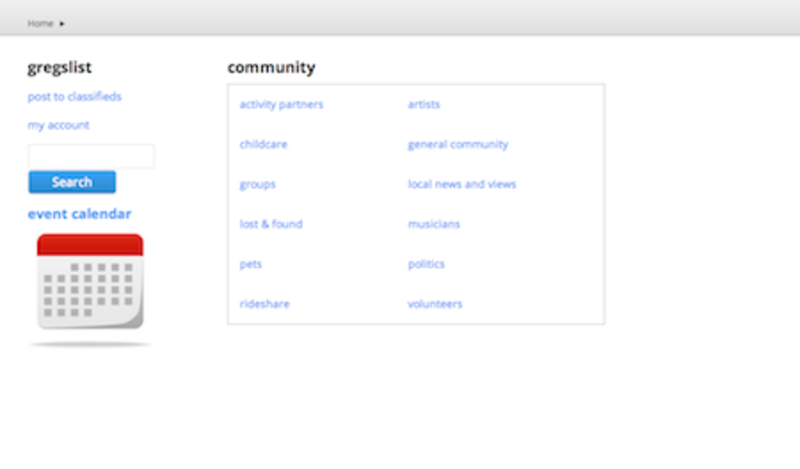 Home ▸
gregslist
post to classifieds
my account
Search
event calendar
community
activity partners
artists
childcare
general community
groups
local news and views
lost & found
musicians
pets
politics
rideshare
volunteers